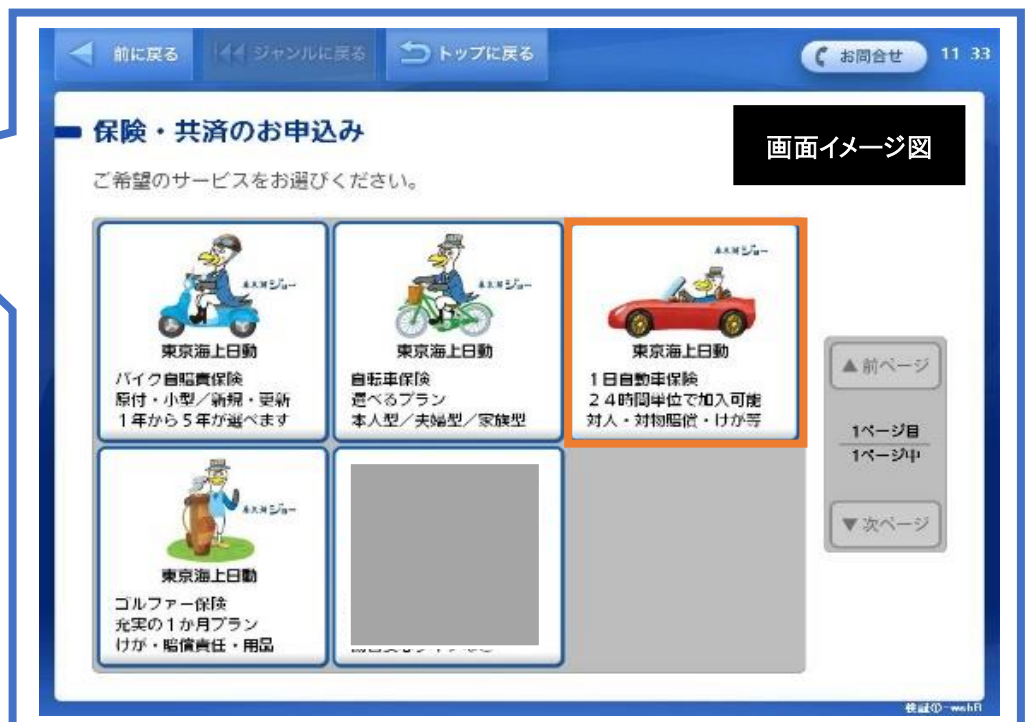 前に戻る
ジャンルに戻る
トップに戻る
お問合せ
11 33
保険・共済のお申込み
画面イメージ図
ご希望のサービスをお選びください。
東京海上日動
バイク自賠責保険
原付・小型/新規・更新
1年から5年が選べます
東京海上日動
自転車保険
選べるプラン
本人型/夫婦型/家族型
東京海上日動
1日自動車保険
24時間単位で加入可能
対人・対物賠償・けが等
▲前ページ
1ページ目
1ページ中
▼次ページ
東京海上日動
ゴルファー保険
充実の1か月プラン
けが・賠償責任・用品